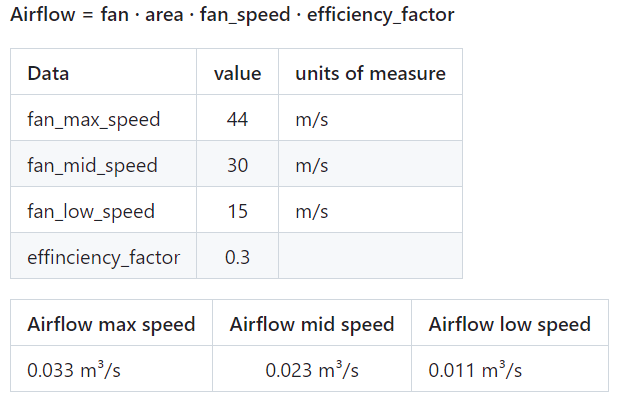 Airflow = fan · area · fan_speed · efficiency_factor
Data value units of measure
fan_max_speed 44 m/s
fan_mid_speed 30 m/s
fan_low_speed 15 m/s
effinciency_factor 0.3
Airflow max speed Airflow mid speed Airflow low speed
0.033 m³/s 0.023 m³/s 0.011 m³/s